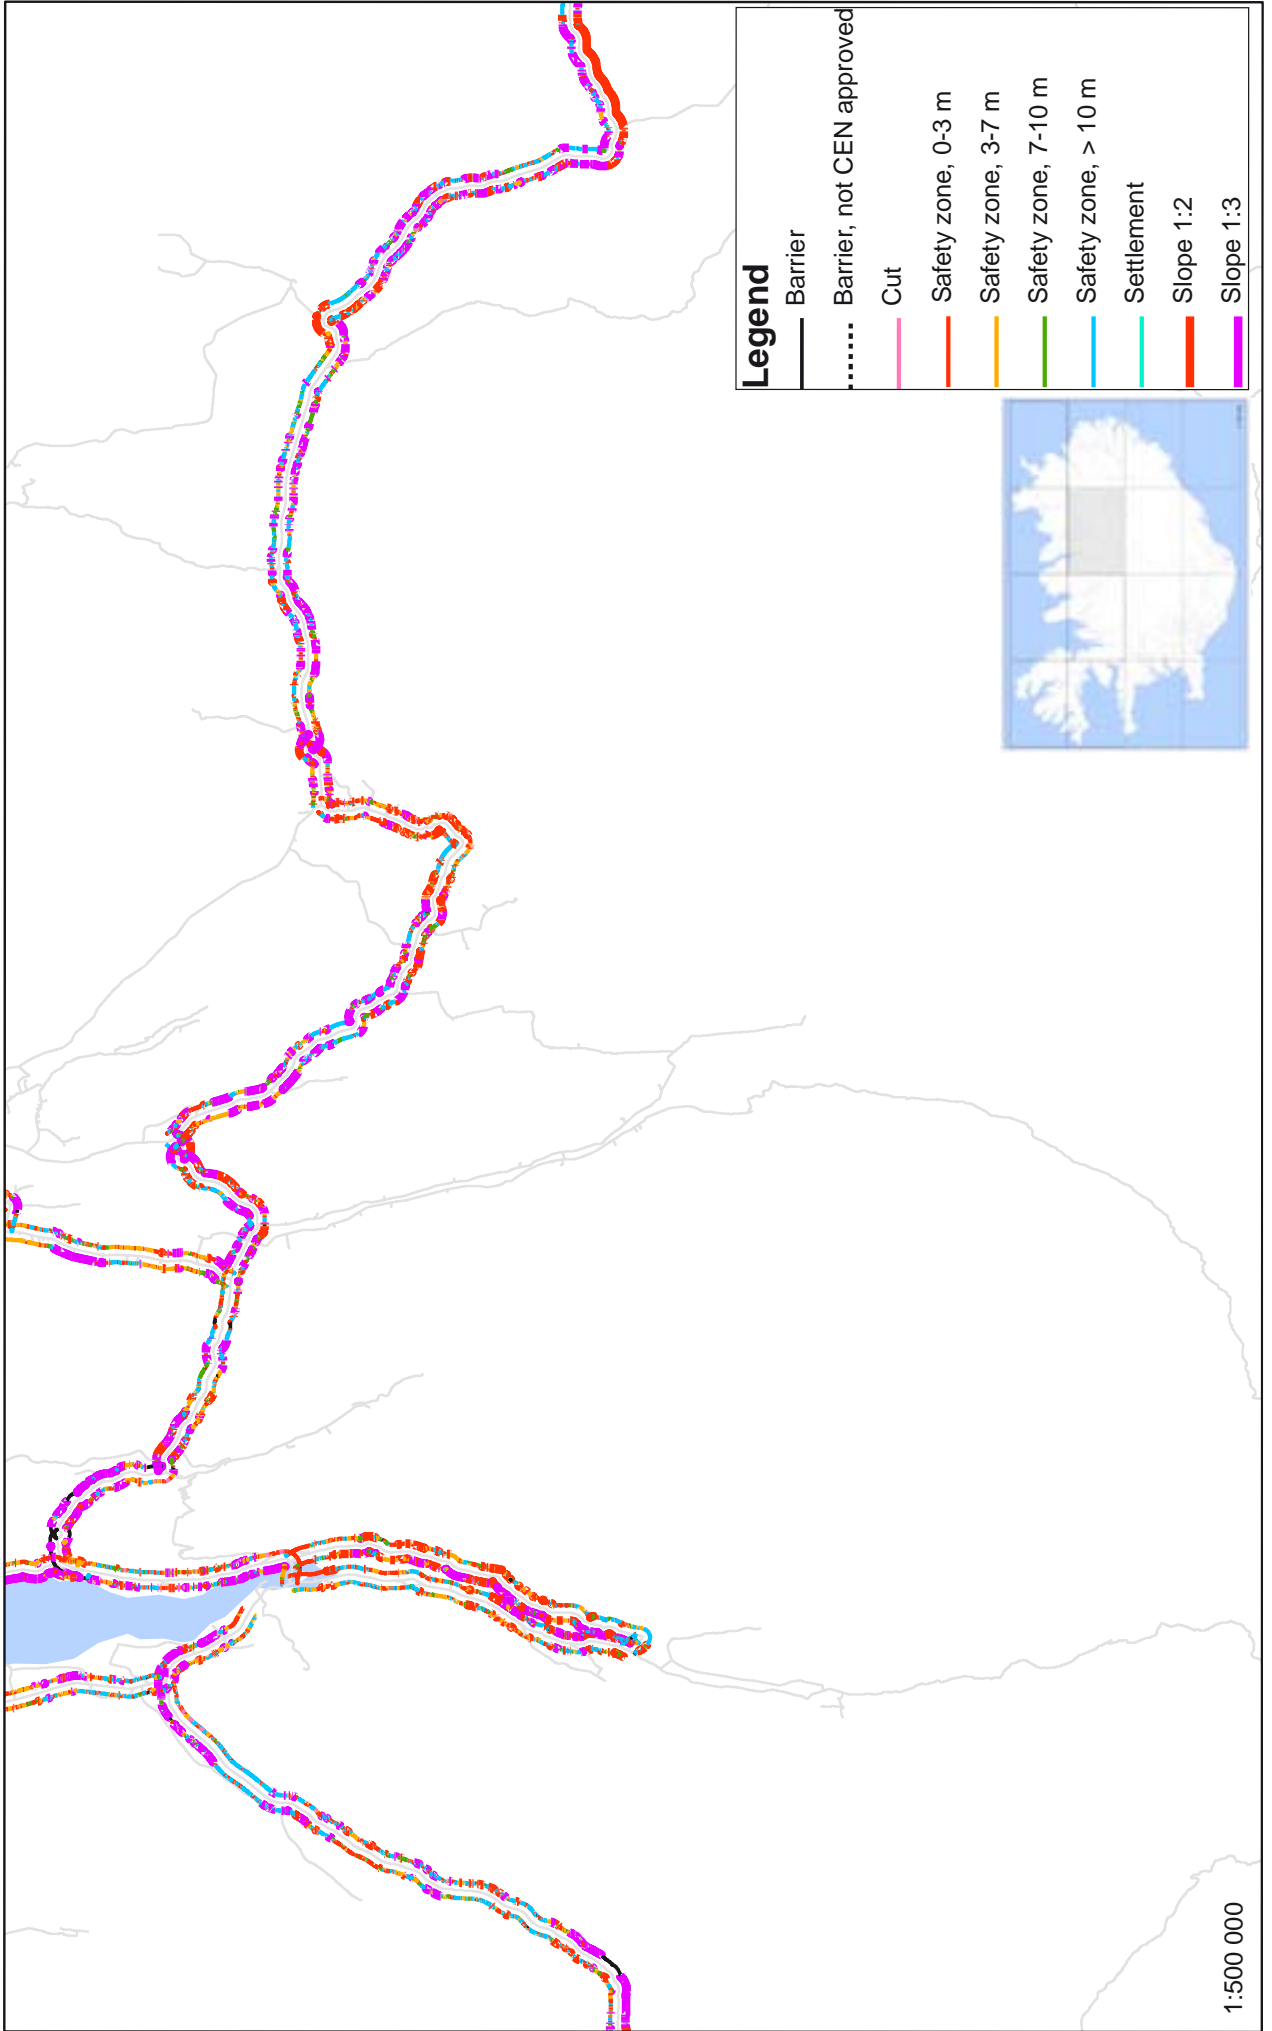 Legend
Barrier
Barrier, not CEN approved
Cut
Safety zone, 0-3 m
Safety zone, 3-7 m
Safety zone, 7-10 m
Safety zone, > 10 m
Settlement
Slope 1:2
Slope 1:3
1:500 000